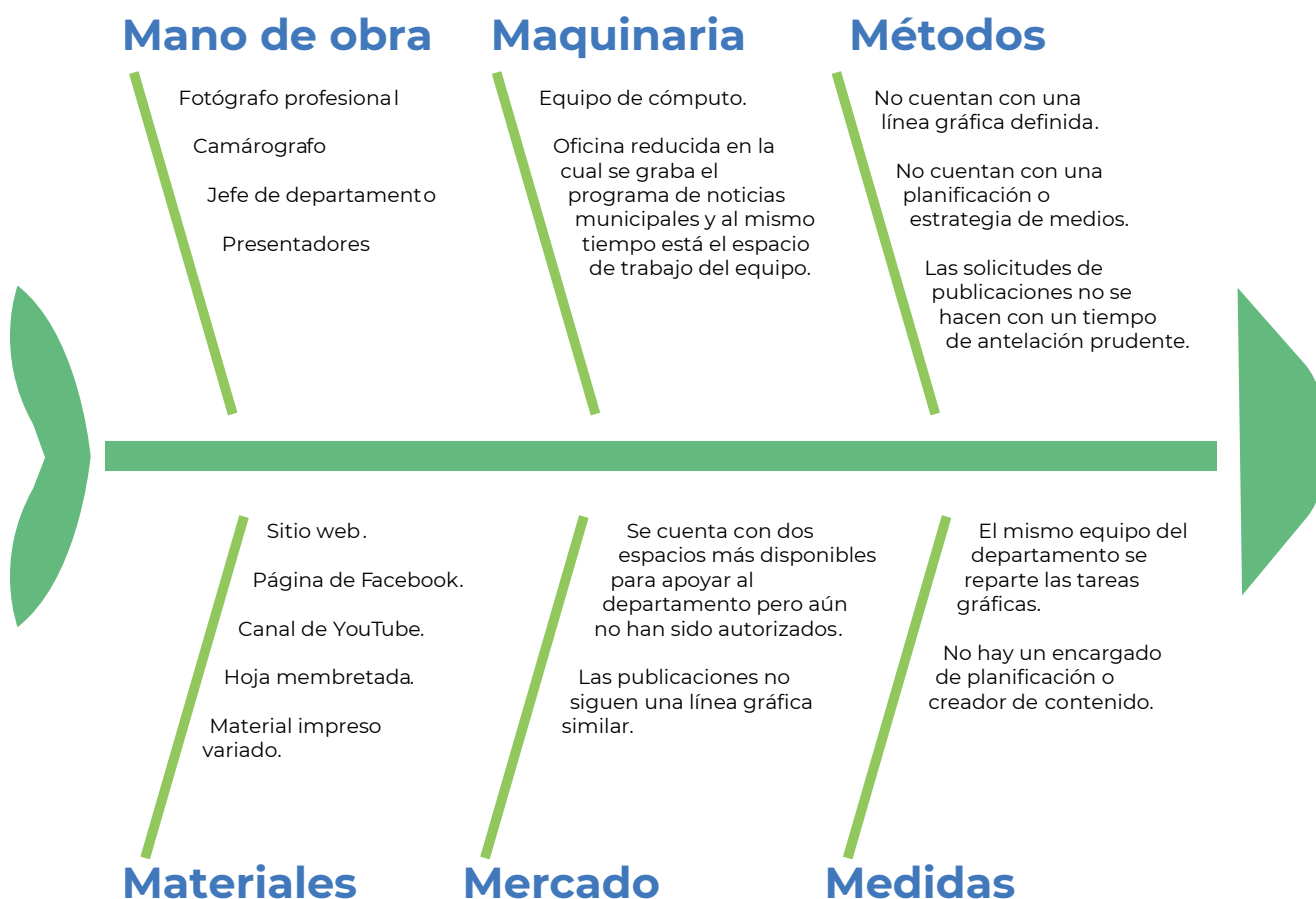 Mano de obra
Fotógrafo profesional
Camárografo
Jefe de departamento
Presentadores
Maquinaria
Equipo de cómputo.
Oficina reducida en la
cual se graba el
programa de noticias
municipales y al mismo
tiempo está el espacio
de trabajo del equipo.
Métodos
No cuentan con una
línea gráfica definida.
No cuentan con una
planificación o
estrategia de medios.
Las solicitudes de
publicaciones no se
hacen con un tiempo
de antelación prudente.
Sitio web.
Página de Facebook.
Canal de YouTube.
Hoja membretada.
Material impreso
variado.
Materiales
Se cuenta con dos
espacios más disponibles
para apoyar al
departamento pero aún
no han sido autorizados.
Las publicaciones no
siguen una línea gráfica
similar.
Mercado
El mismo equipo del
departamento se
reparte las tareas
gráficas.
No hay un encargado
de planificación o
creador de contenido.
Medidas